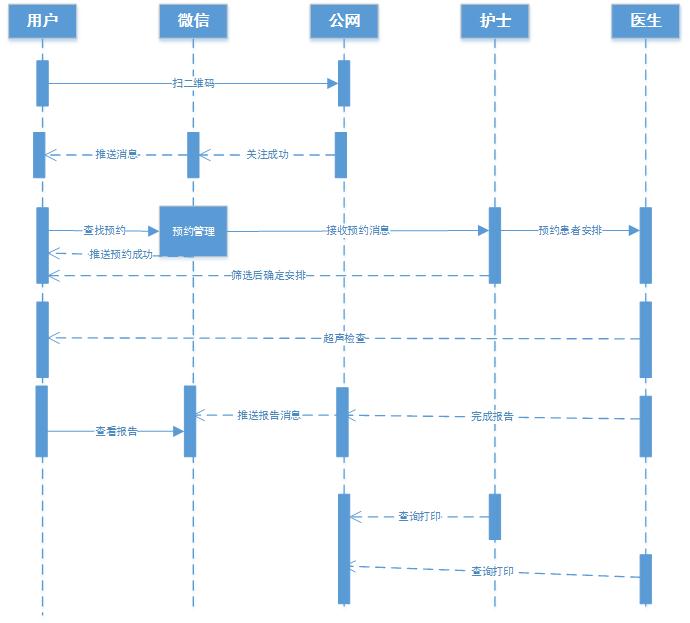 用户
微信
公网
护士
医生
扫二维码
推送消息
关注成功
查找预约
预约管理
接收预约消息
预约患者安排
推送预约成功
筛选后确定安排
超声检查
推送报告消息
完成报告
查看报告
查询打印
查询打印